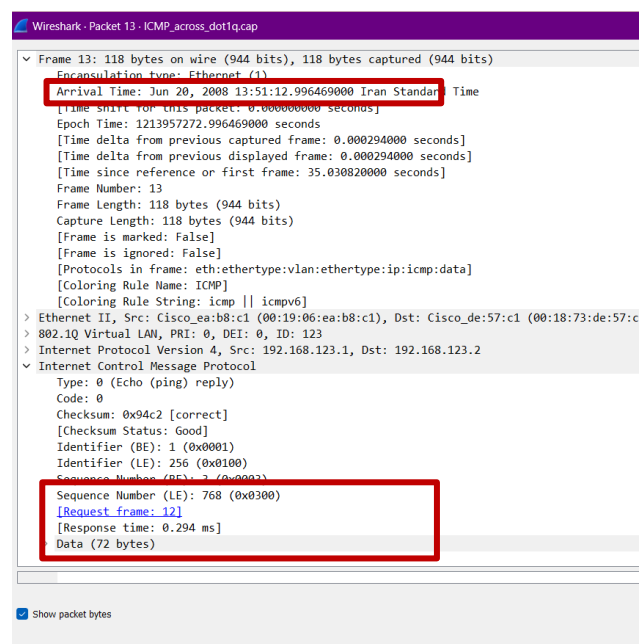 Wireshark · Packet 13 · ICMP_across_dot1q.cap
Frame 13: 118 bytes on wire (944 bits), 118 bytes captured (944 bits)
Encapsulation type: Ethernet (1)
Arrival Time: Jun 20, 2008 13:51:12.996469000 Iran Standard Time
[Time shift for this packet: 0.000000000 seconds]
Epoch Time: 1213957272.996469000 seconds
[Time delta from previous captured frame: 0.000294000 seconds]
[Time delta from previous displayed frame: 0.000294000 seconds]
[Time since reference or first frame: 35.030820000 seconds]
Frame Number: 13
Frame Length: 118 bytes (944 bits)
Capture Length: 118 bytes (944 bits)
[Frame is marked: False]
[Frame is ignored: False]
[Protocols in frame: eth:ethertype:vlan:ethertype:ip:icmp:data]
[Coloring Rule Name: ICMP]
[Coloring Rule String: icmp || icmpv6]
Ethernet II, Src: Cisco_ea:b8:c1 (00:19:06:ea:b8:c1), Dst: Cisco_de:57:c1 (00:18:73:de:57:c
802.1Q Virtual LAN, PRI: 0, DEI: 0, ID: 123
Internet Protocol Version 4, Src: 192.168.123.1, Dst: 192.168.123.2
Internet Control Message Protocol
Type: 0 (Echo (ping) reply)
Code: 0
Checksum: 0x94c2 [correct]
[Checksum Status: Good]
Identifier (BE): 1 (0x0001)
Identifier (LE): 256 (0x0100)
Sequence Number (BE): 3 (0x0003)
Sequence Number (LE): 768 (0x0300)
[Request frame: 12]
[Response time: 0.294 ms]
Data (72 bytes)
Show packet bytes